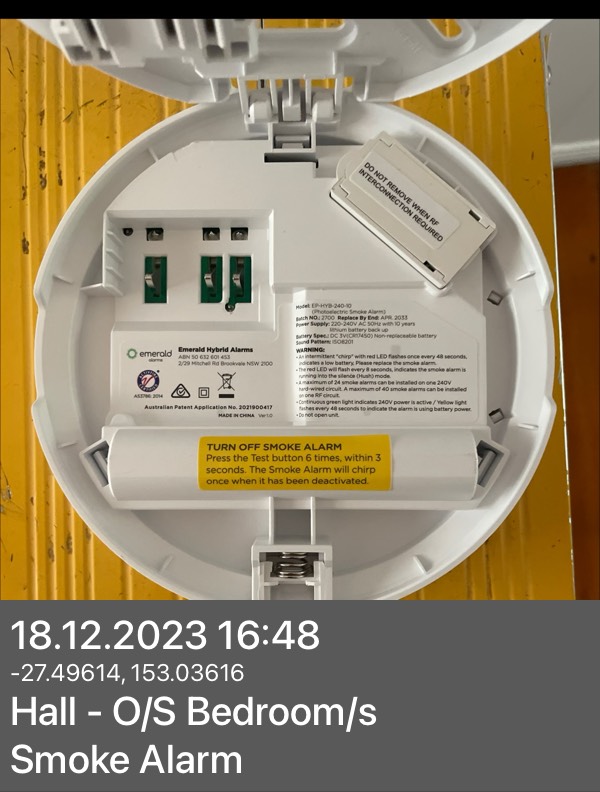 DO NOT REMOVE WHEN RF
INTERCONNECTION REQUIRED
Model: EP-HYB-240-10
(Photoelectric Smoke Alarm)
Batch NO.: 2700 Replace By End: APR. 2033
Power Supply: 220-240V AC 50Hz with 10 years
lithium battery back up
Battery Spec.: DC 3V(CR17450) Non-replaceable battery
Sound Pattern: ISO8201
WARNING:
• An intermittent "chirp" with red LED flashes once every 48 seconds,
indicates a low battery, Please replace the smoke alarm.
• The red LED will flash every 8 seconds, indicates the smoke alarm is
running into the silence (Hush) mode.
• A maximum of 24 smoke alarms can be installed on one 240V
hard-wired circuit. A maximum of 40 smoke alarms can be installed
on one RF circuit.
• Continuous green light indicates 240V power is active / Yellow light
flashes every 48 seconds to indicate the alarm is using battery power.
• Do not open unit.
emerald
alarms
Emerald Hybrid Alarms
ABN 50 632 601 453
2/29 Mitchell Rd Brookvale NSW 2100
AS3786: 2014
Australian Patent Application No. 2021900417
MADE IN CHINA Ver1.0
TURN OFF SMOKE ALARM
Press the Test button 6 times, within 3
seconds. The Smoke Alarm will chirp
once when it has been deactivated.
18.12.2023 16:48
-27.49614, 153.03616
Hall - O/S Bedroom/s
Smoke Alarm